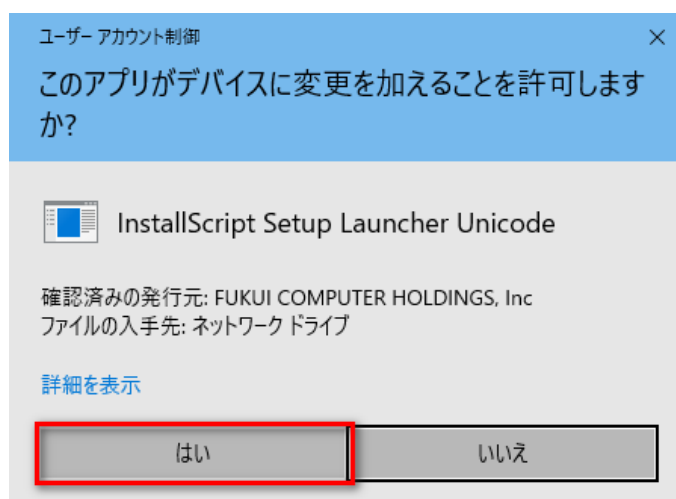 ユーザー アカウント制御
このアプリがデバイスに変更を加えることを許可します
か?
InstallScript Setup Launcher Unicode
確認済みの発行元: FUKUI COMPUTER HOLDINGS, Inc
ファイルの入手先: ネットワーク ドライブ
詳細を表示
はい
いいえ